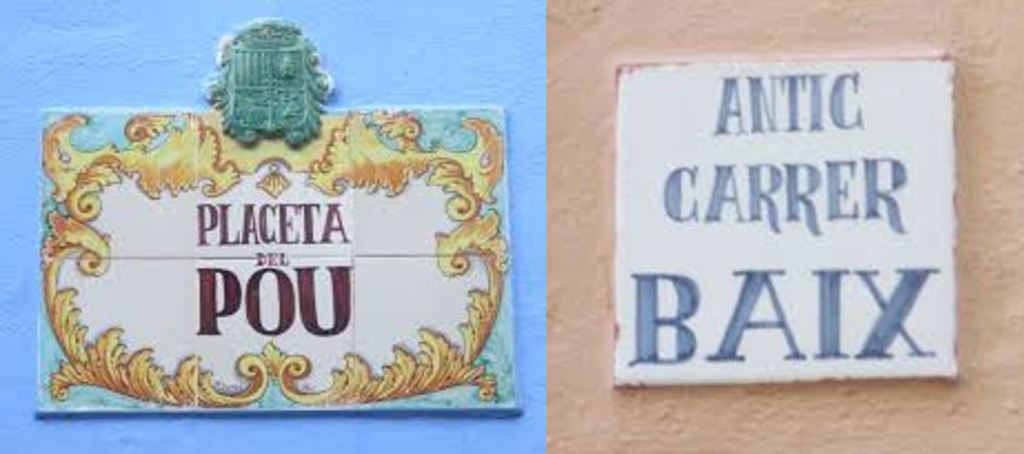 PLACETA
DEL
POU
ANTIC
CARRER
BAIX